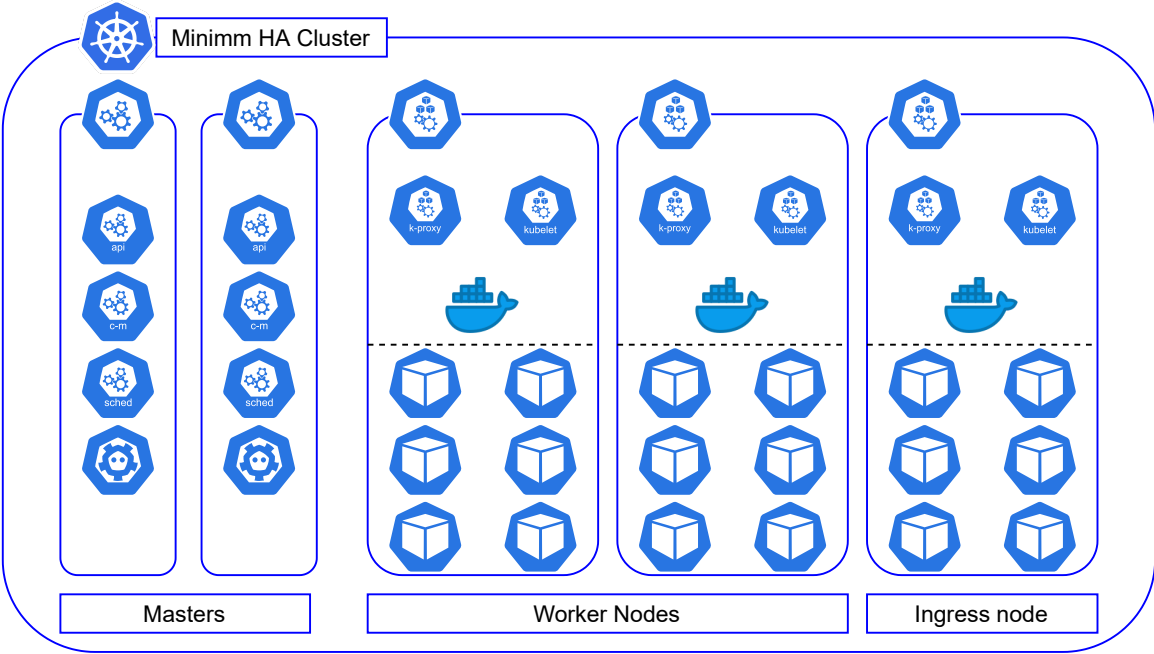 Minimm HA Cluster
api
api
c-m
c-m
sched
sched
k-proxy
kubelet
k-proxy
kubelet
k-proxy
kubelet
Masters
Worker Nodes
Ingress node